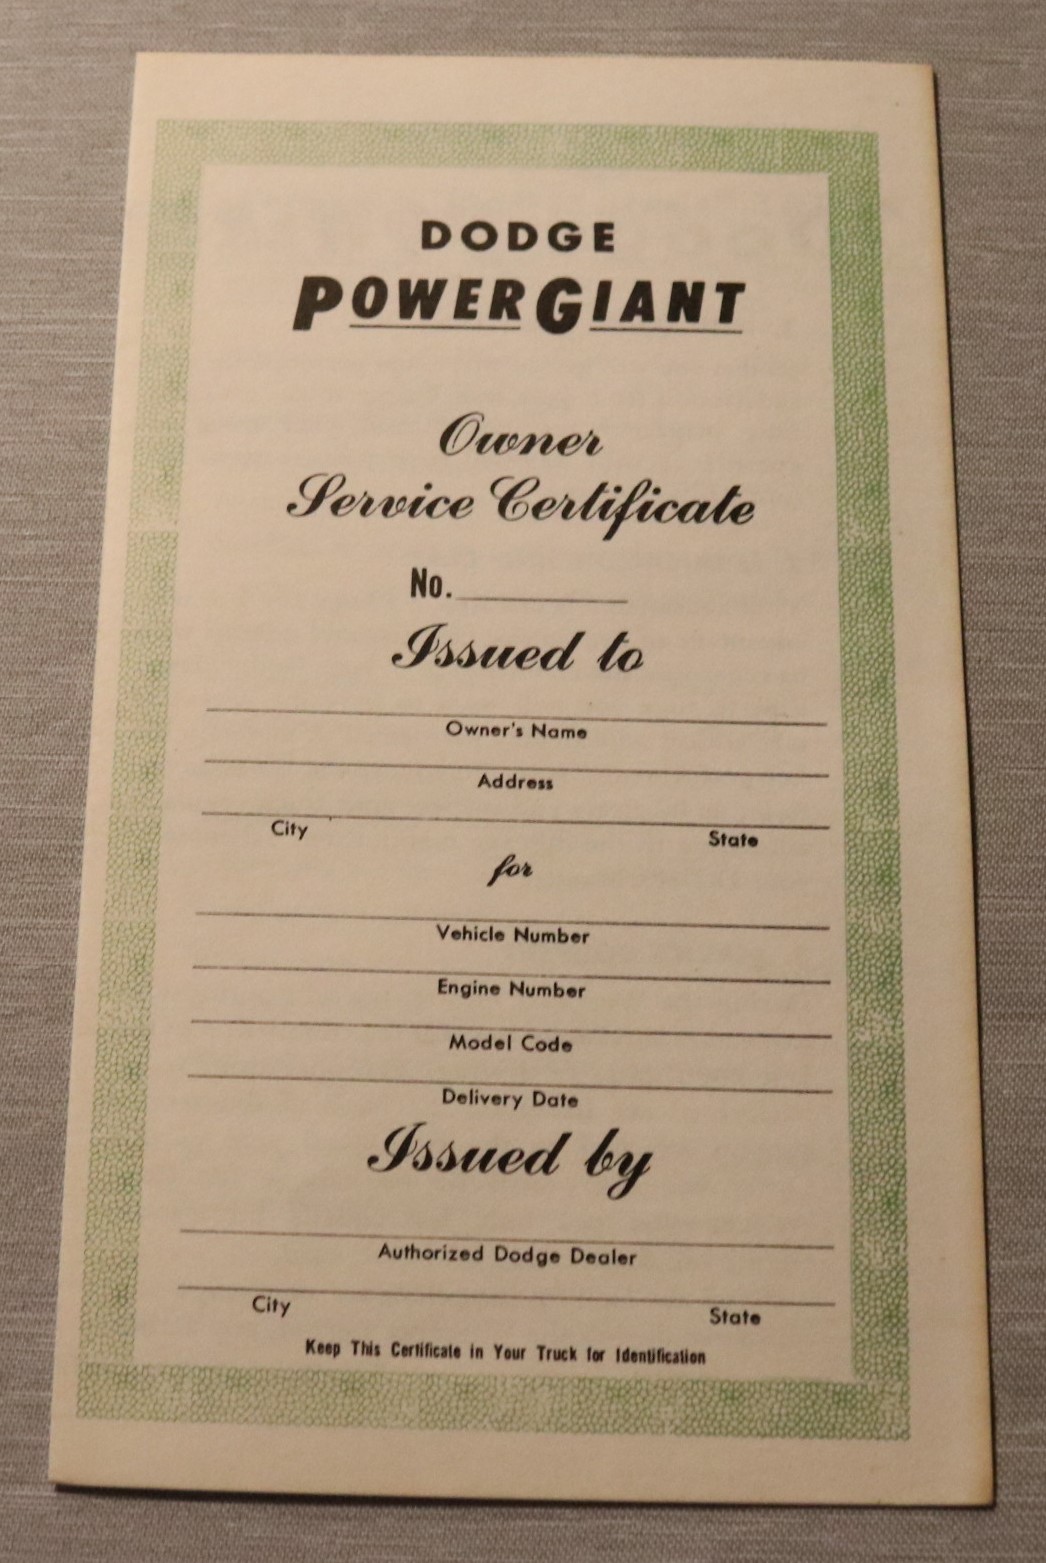 DODGE
POWERGIANT
Owner
Service Certificate
No.
Issued to
Owner's Name
Address
City State
for
Vehicle Number
Engine Number
Model Code
Delivery Date
Issued by
Authorized Dodge Dealer
City State
Keep This Certificate in Your Truck for Identification